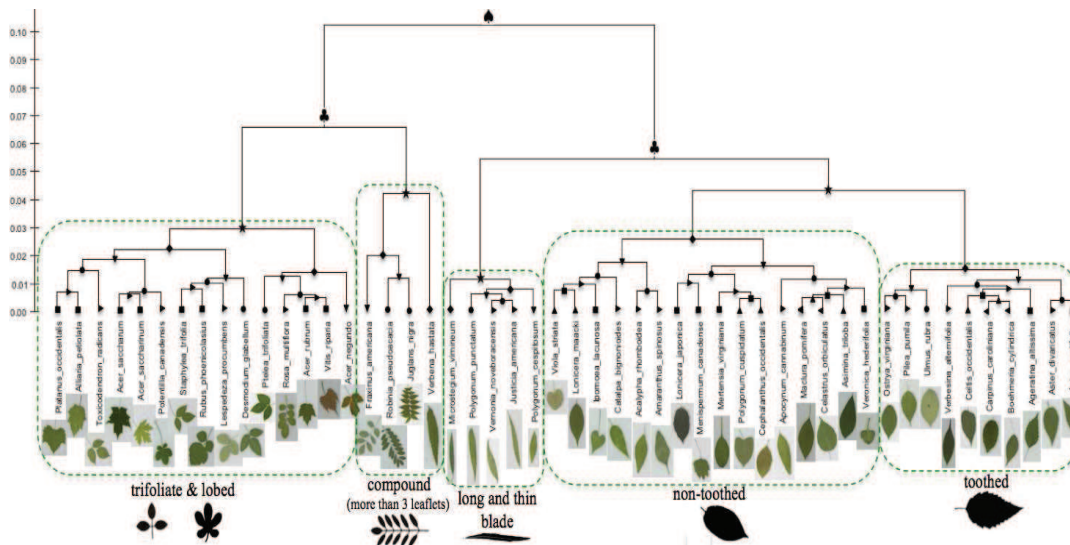 0.10
0.09
0.08
0.07
0.06
0.05
0.04
0.03
0.02
0.01
0.00
Platanus_occidentalis
Alliaria_petiolata
Toxicodendron_radicans
Acer_saccharum
Acer_saccharinum
Potentilla_canadensis
Staphylea_trifolia
Rubus_phoenicolasius
Lespedeza_procumbens
Desmodium_glabellum
Ptelea_trifoliata
Rosa_multiflora
Acer_rubrum
Vitis_riparia
Acer_negundo
Fraxinus_americana
Robinia_pseudoacacia
Juglans_nigra
Verbena_hastata
Microstegium_vimineum
Polygonum_punctatum
Vernonia_noveboracensis
Justicia_americana
Polygonum_cespitosum
Viola_striata
Lonicera_maackii
Ipomoea_lacunosa
Catalpa_bignonioides
Acalypha_rhomboidea
Amaranthus_spinosus
Lonicera_japonica
Menispermum_canadense
Mertensia_virginiana
Polygonum_cuspidatum
Cephalanthus_occidentalis
Apocynum_cannabinum
Maclura_pomifera
Celastrus_orbiculatus
Asimina_triloba
Veronica_hederifolia
Ostrya_virginiana
Pilea_pumila
Ulmus_rubra
Verbesina_alternifolia
Celtis_occidentalis
Carpinus_caroliniana
Boehmeria_cylindrica
Ageratina_altissima
Aster_divaricatus
trifoliate & lobed
compound
(more than 3 leaflets)
long and thin
blade
non-toothed
toothed